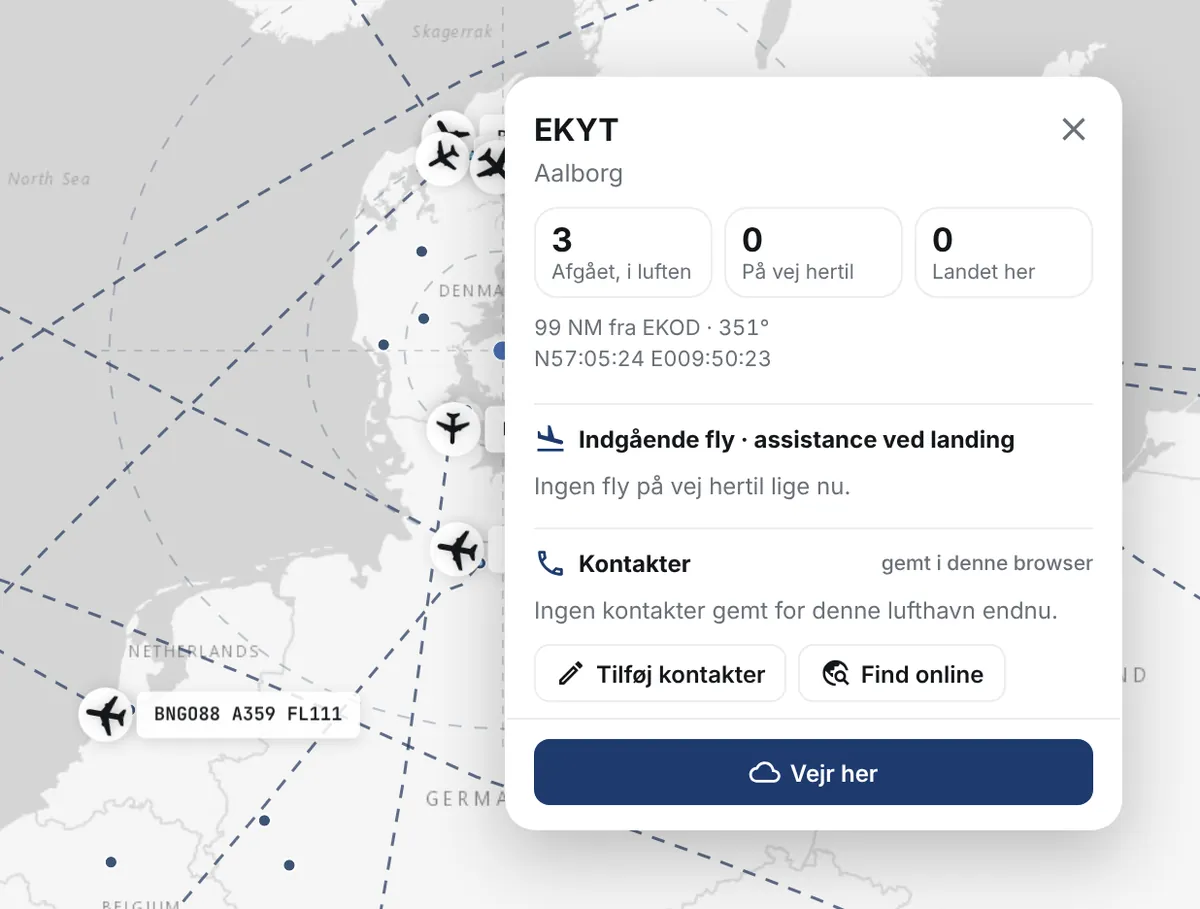 Skagerrak
North Sea
EKYT
Aalborg
3
Afgået, i luften
0
På vej hertil
0
Landet her
99 NM fra EKOD · 351°
N57:05:24 E009:50:23
Indgående fly · assistance ved landing
Ingen fly på vej hertil lige nu.
Kontakter
gemt i denne browser
Ingen kontakter gemt for denne lufthavn endnu.
Tilføj kontakter
Find online
Vejr her
DENMA
NETHERLANDS
BNGO88 A359 FL111
GERMA
ND
BELGIUM